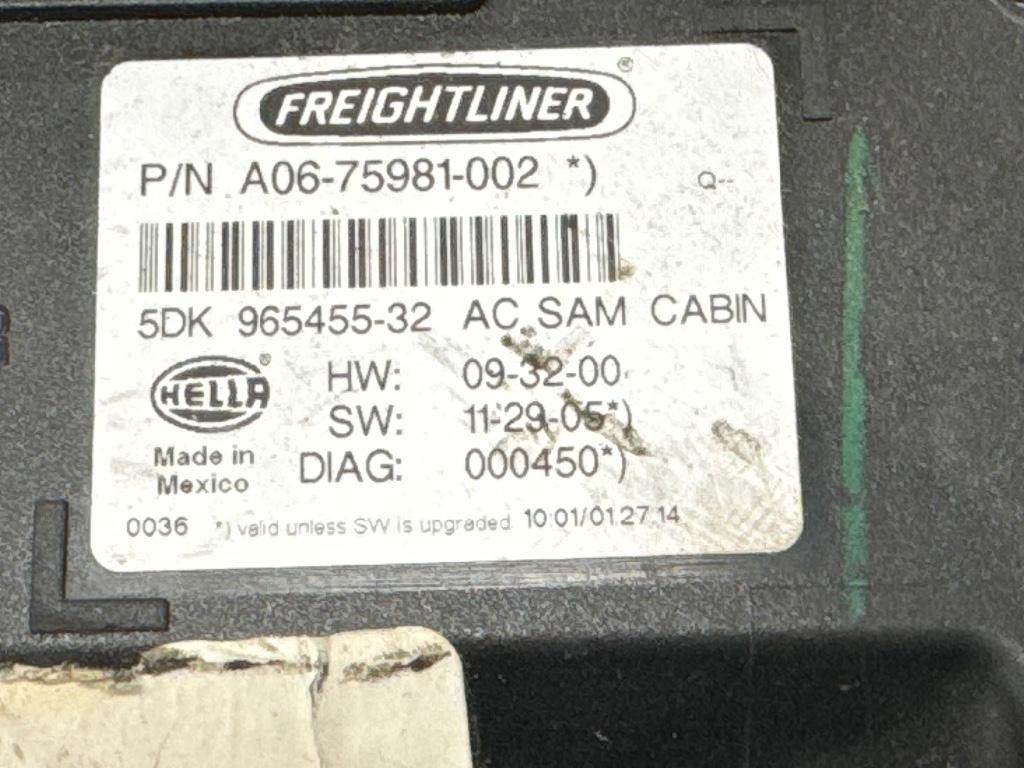 FREIGHTLINER®
P/N A06-75981-002 *)
Q--
5DK 965455-32 AC SAM CABIN
HELLA®
HW: 09-32-00
SW: 11-29-05*)
Made in
Mexico
DIAG: 000450*)
0036 *) valid unless SW is upgraded 10:01/01.27.14